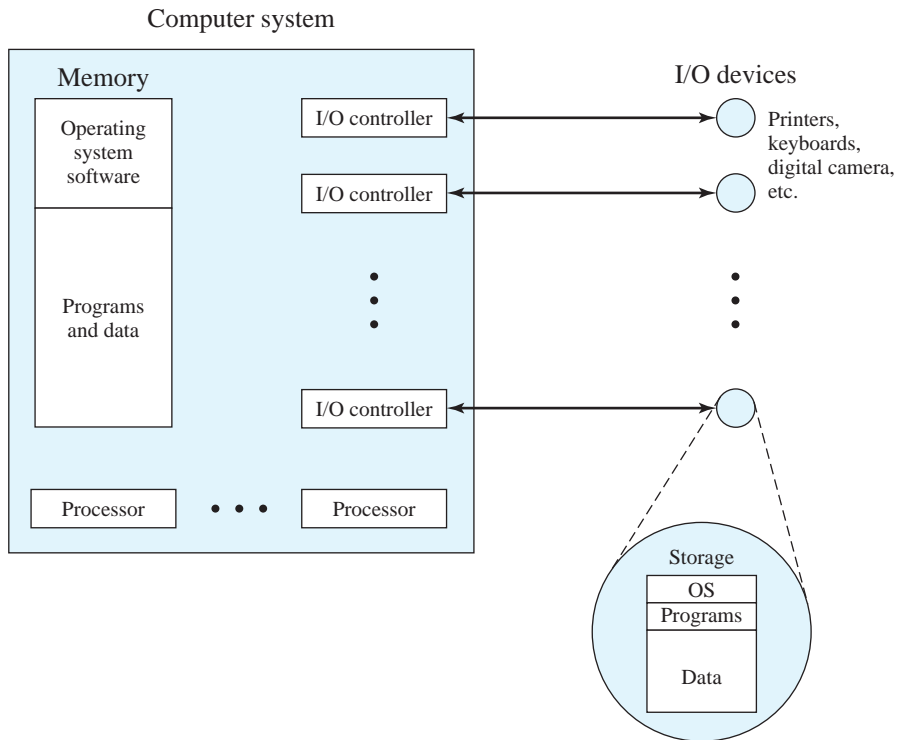 Computer system
Memory
Operating
system
software
Programs
and data
I/O controller
I/O controller
I/O controller
Processor
Processor
I/O devices
Printers,
keyboards,
digital camera,
etc.
Storage
OS
Programs
Data